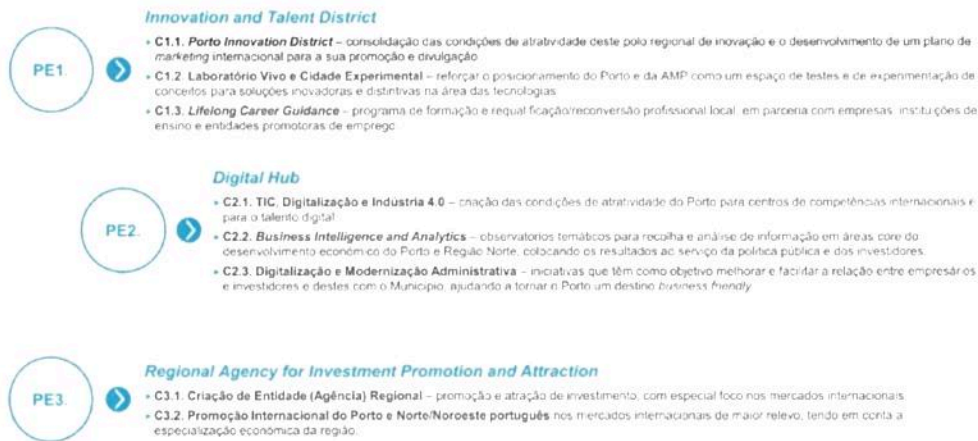 PE1.
Innovation and Talent District
• C1.1. Porto Innovation District – consolidação das condições de atratividade deste polo regional de inovação e o desenvolvimento de um plano de
marketing internacional para a sua promoção e divulgação
• C1.2. Laboratório Vivo e Cidade Experimental – reforçar o posicionamento do Porto e da AMP como um espaço de testes e de experimentação de
conceitos para soluções inovadoras e distintivas na área das tecnologias
• C1.3. Lifelong Career Guidance – programa de formação e requalificação/reconversão profissional local, em parceria com empresas, instituições de
ensino e entidades promotoras de emprego
PE2.
Digital Hub
• C2.1. TIC, Digitalização e Indústria 4.0 – criação das condições de atratividade do Porto para centros de competências internacionais e
para o talento digital
• C2.2. Business Intelligence and Analytics – observatórios temáticos para recolha e análise de informação em áreas core do
desenvolvimento económico do Porto e Região Norte, colocando os resultados ao serviço da política pública e dos investidores.
• C2.3. Digitalização e Modernização Administrativa – iniciativas que têm como objetivo melhorar e facilitar a relação entre empresários
e investidores e destes com o Município, ajudando a tornar o Porto um destino business friendly
PE3.
Regional Agency for Investment Promotion and Attraction
• C3.1. Criação de Entidade (Agência) Regional – promoção e atração de investimento, com especial foco nos mercados internacionais
• C3.2. Promoção Internacional do Porto e Norte/Noroeste português nos mercados internacionais de maior relevo, tendo em conta a
especialização económica da região.